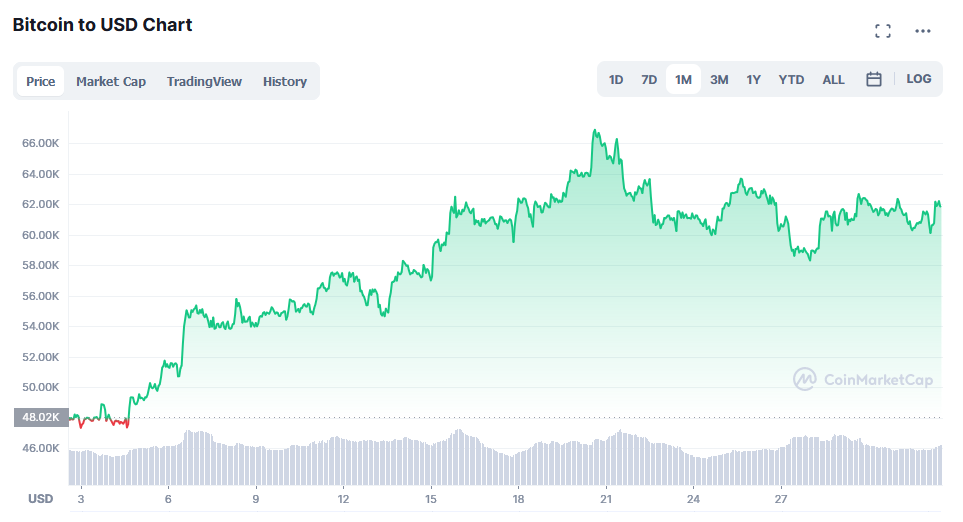 Bitcoin to USD Chart
Price Market Cap TradingView History
1D 7D 1M 3M 1Y YTD ALL LOG
66.00K
64.00K
62.00K
60.00K
58.00K
56.00K
54.00K
52.00K
50.00K
CoinMarketCap
48.02K
46.00K
USD 3 6 9 12 15 18 21 24 27